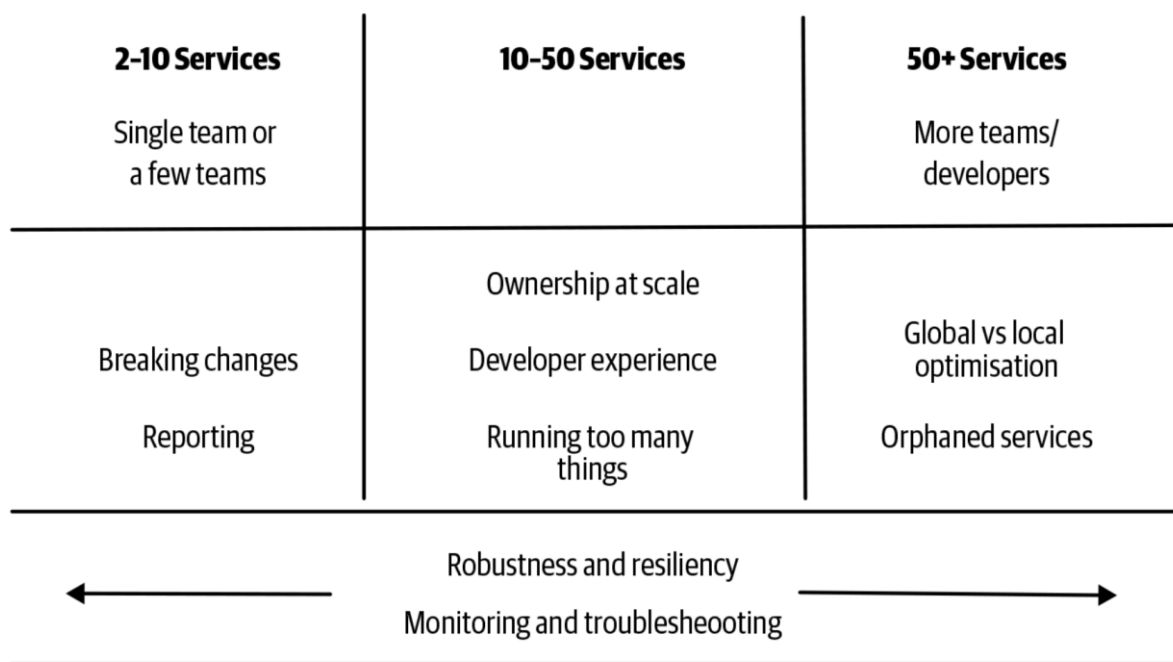 2-10 Services
10-50 Services
50+ Services
Single team or
a few teams
More teams/
developers
Breaking changes
Reporting
Ownership at scale
Developer experience
Running too many
things
Global vs local
optimisation
Orphaned services
Robustness and resiliency
Monitoring and troublesheooting